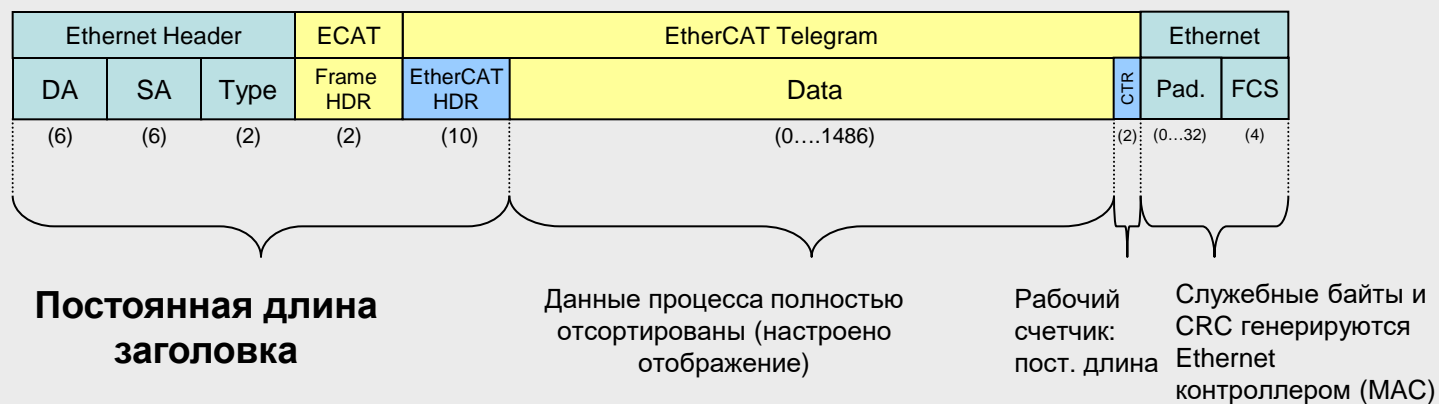 Ethernet Header ECAT EtherCAT Telegram Ethernet
DA SA Type Frame HDR EtherCAT HDR Data CTR Pad. FCS
(6) (6) (2) (2) (10) (0....1486) (2) (0...32) (4)
Постоянная длина
заголовка
Данные процесса полностью
отсортированы (настроено
отображение)
Рабочий
счетчик:
пост. длина
Служебные байты и
CRC генерируются
Ethernet
контроллером (MAC)